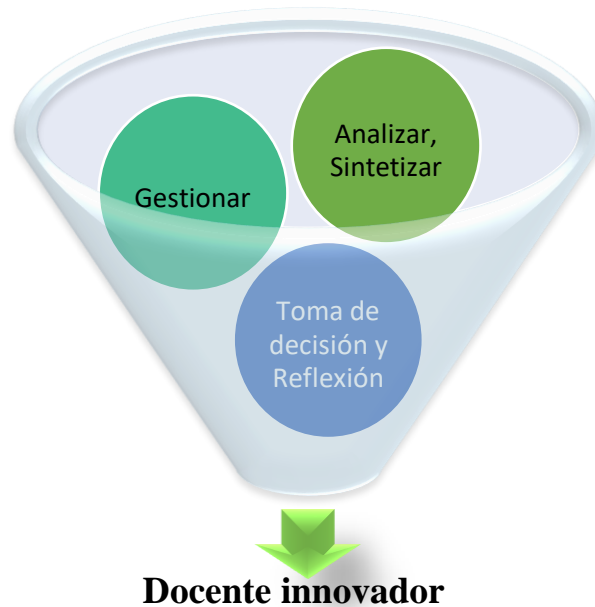 Analizar,
Sintetizar
Gestionar
Toma de
decisión y
Reflexión
Docente innovador